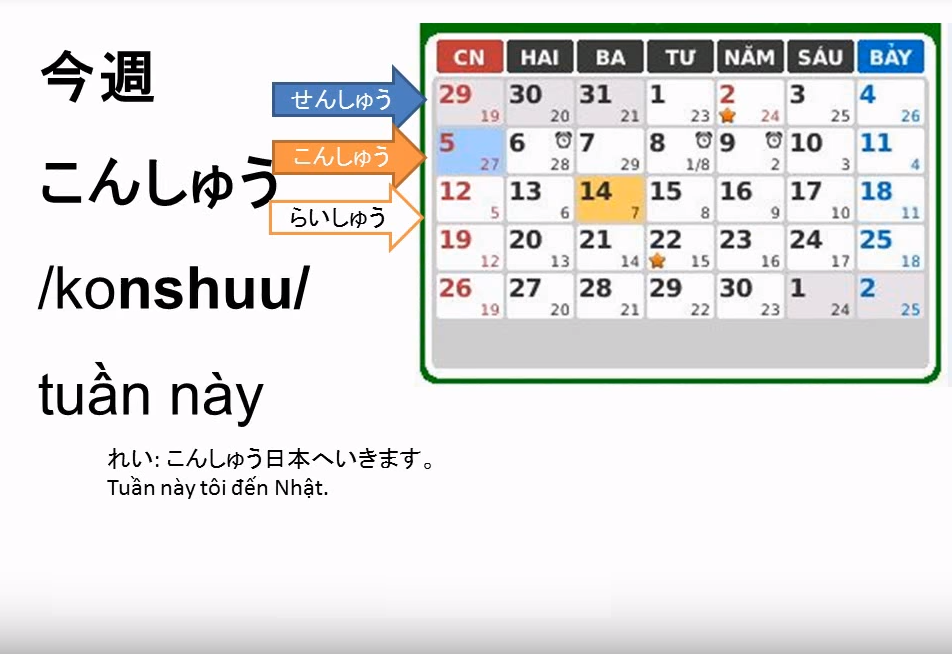 今週
こんしゅう
/konshuu/
tuần này
れい: こんしゅう日本へいきます。
Tuần này tôi đến Nhật.
せんしゅう
こんしゅう
らいしゅう
CN HAI BA TƯ NĂM SÁU BẢY
29 19 30 20 31 21 1 23 2 24 3 25 4 26
5 27 6 28 7 29 8 1/8 9 2 10 3 11 4
12 5 13 6 14 7 15 8 16 9 17 10 18 11
19 12 20 13 21 14 22 15 23 16 24 17 25 18
26 19 27 20 28 21 29 22 30 23 1 24 2 25